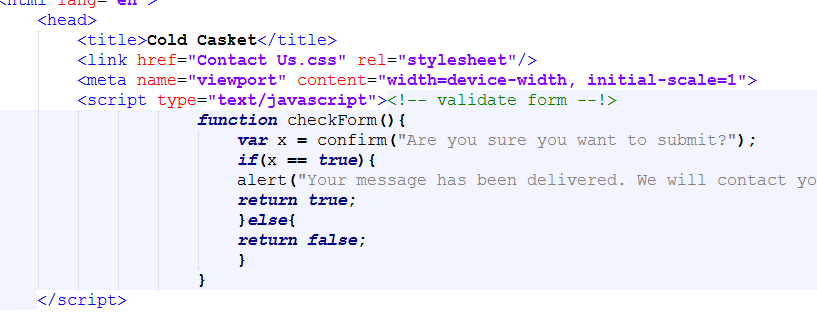 <html lang="en">
<head>
<title>Cold Casket</title>
<link href="Contact Us.css" rel="stylesheet"/>
<meta name="viewport" content="width=device-width, initial-scale=1">
<script type="text/javascript"><!-- validate form --!>
function checkForm(){
var x = confirm("Are you sure you want to submit?");
if(x == true){
alert("Your message has been delivered. We will contact yo
return true;
}else{
return false;
}
}
</script>